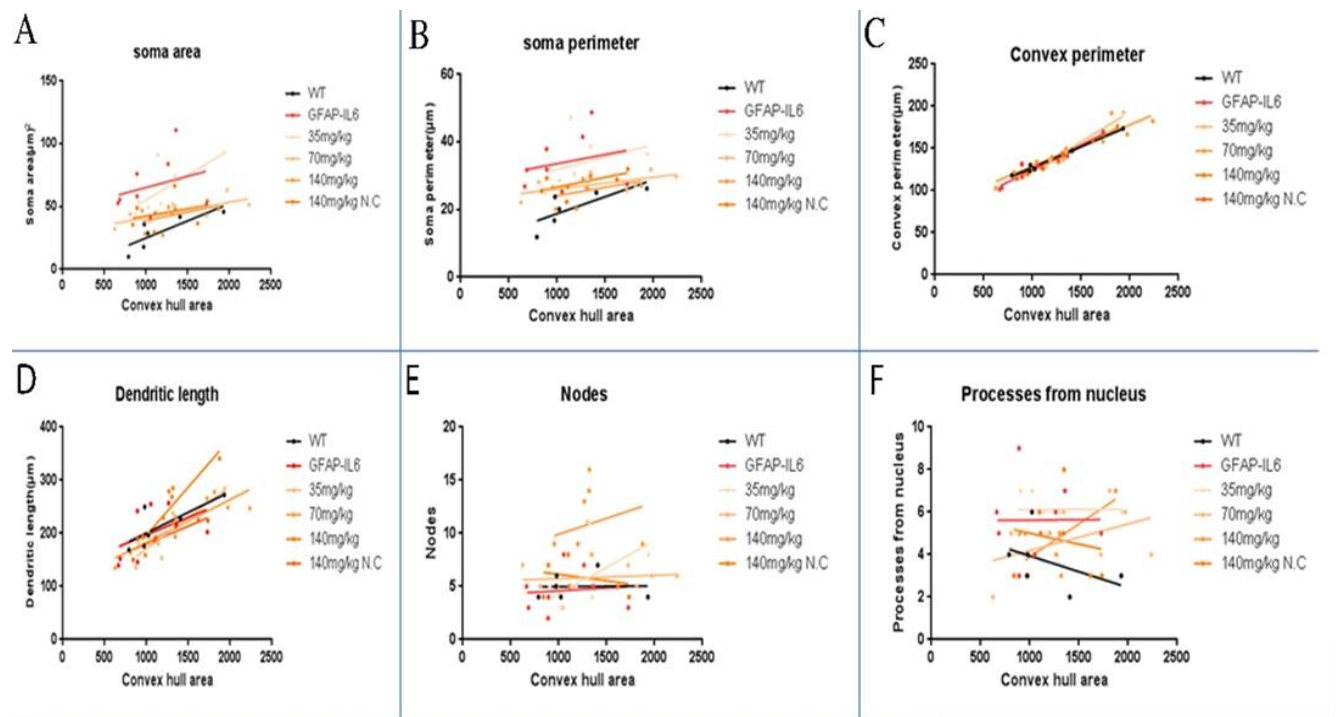 A
soma area
Soma area(µm)²
150
100
50
0
0 500 1000 1500 2000 2500
Convex hull area
WT
GFAP-IL6
35mg/kg
70mg/kg
140mg/kg
140mg/kg N.C
B
soma perimeter
Soma perimeter(µm)
60
40
20
0
0 500 1000 1500 2000 2500
Convex hull area
WT
GFAP-IL6
35mg/kg
70mg/kg
140mg/kg
140mg/kg N.C
C
Convex perimeter
Convex perimeter(µm)
250
200
150
100
50
0
0 500 1000 1500 2000 2500
Convex hull area
WT
GFAP-IL6
35mg/kg
70mg/kg
140mg/kg
140mg/kg N.C
D
Dendritic length
Dendritic length(µm)
400
300
200
100
0
0 500 1000 1500 2000 2500
Convex hull area
WT
GFAP-IL6
35mg/kg
70mg/kg
140mg/kg
140mg/kg N.C
E
Nodes
Nodes
20
15
10
5
0
0 500 1000 1500 2000 2500
Convex hull area
WT
GFAP-IL6
35mg/kg
70mg/kg
140mg/kg
140mg/kg N.C
F
Processes from nucleus
Processes from nucleus
10
8
6
4
2
0
0 500 1000 1500 2000 2500
Convex hull area
WT
GFAP-IL6
35mg/kg
70mg/kg
140mg/kg
140mg/kg N.C